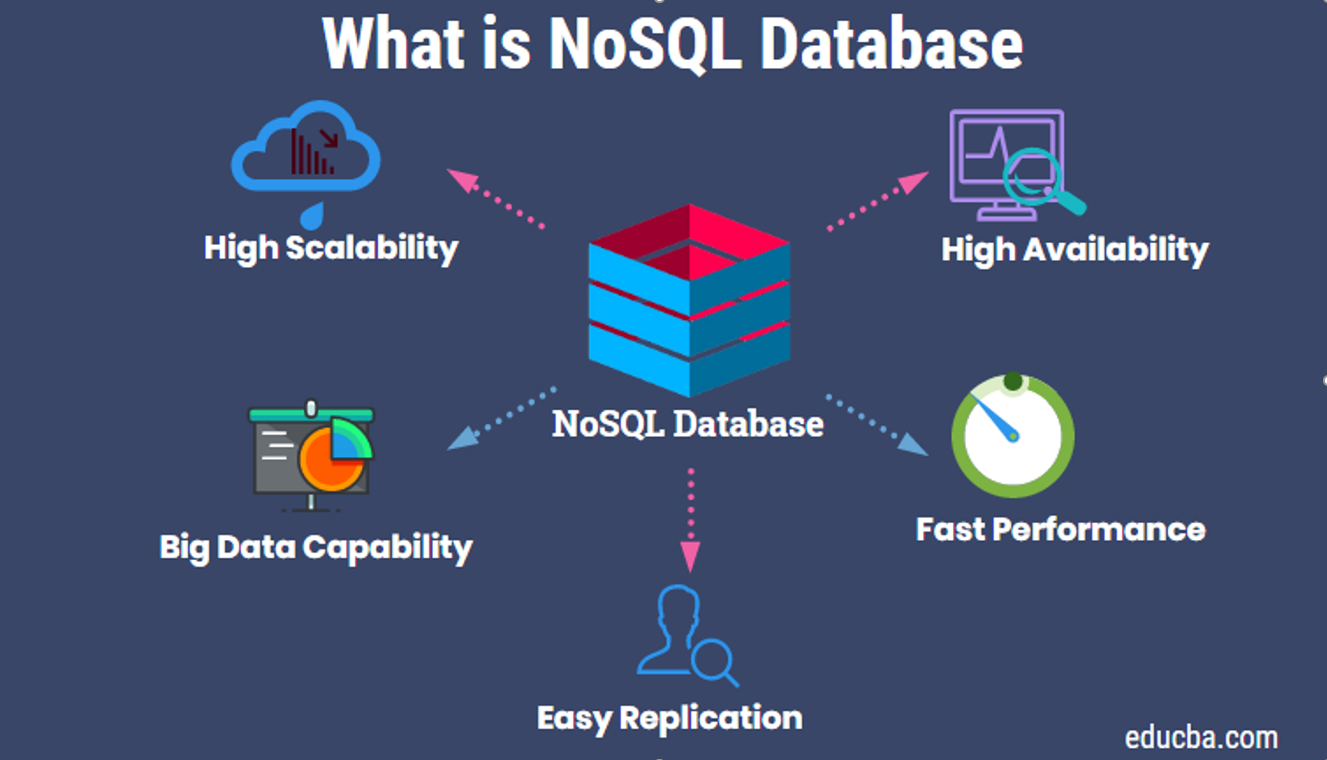 What is NoSQL Database
High Scalability
High Availability
NoSQL Database
Big Data Capability
Fast Performance
Easy Replication
educba.com